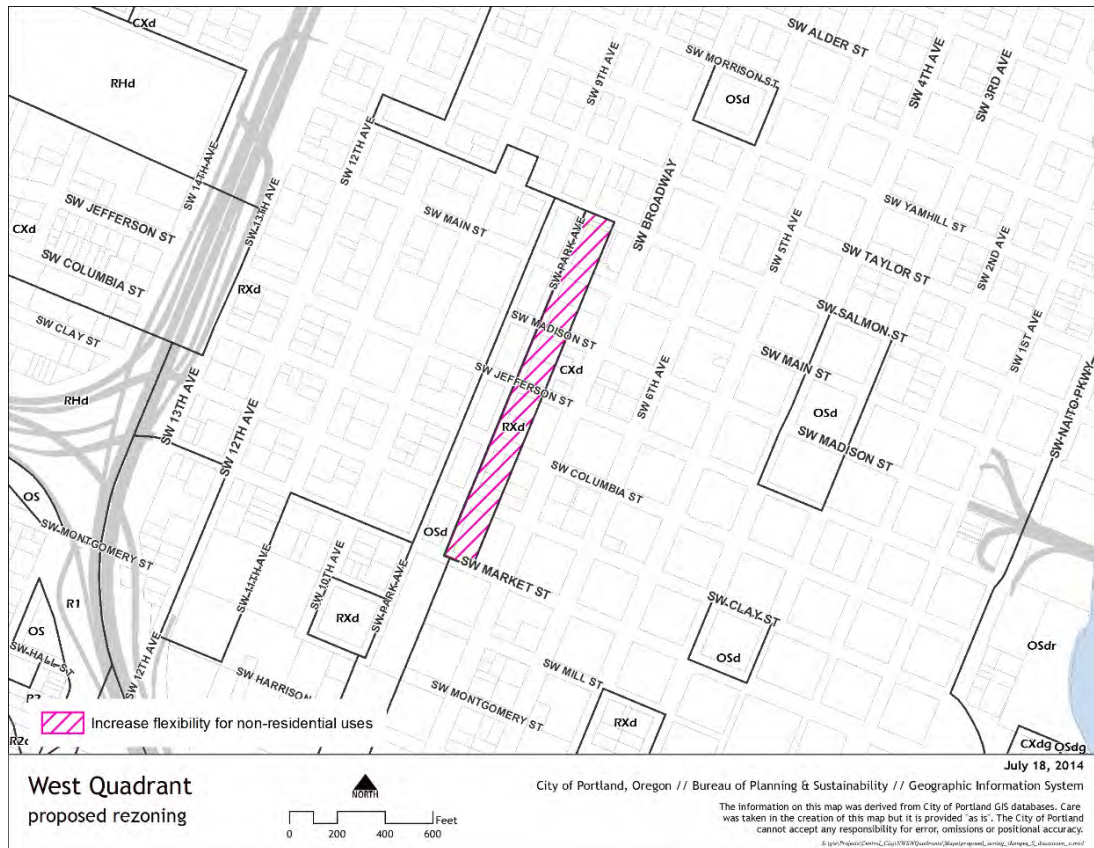 CXd
SW ALDER ST
SW MORRISON ST
SW 4TH AVE
SW 3RD AVE
SW 9TH AVE
RHd
OSd
SW 12TH AVE
SW 14TH AVE
SW BROADWAY
SW YAMHILL ST
SW JEFFERSON ST
SW 13TH AVE
SW MAIN ST
SW-PARK AVE
SW 5TH AVE
SW 2ND AVE
SW TAYLOR ST
CXd
SW COLUMBIA ST
RXd
SW SALMON ST
SW CLAY ST
SW MADISON ST
SW 1ST AVE
SW MAIN ST
CXd
SW JEFFERSON ST
SW 6TH AVE
RHd
SW 13TH AVE
SW 12TH AVE
RXd
OSd
SW MADISON ST
SW-NAITO PKWY
SW COLUMBIA ST
OS
SW-MONTGOMERY ST
OSd
SW-11TH AVE
SW 10TH AVE
SW-PARK AVE
SW MARKET ST
R1
SW-CLAY ST
RXd
OS
SW-HALL ST
OSd
OSdr
SW 12TH AVE
SW HARRISON
SW MILL ST
SW MONTGOMERY ST
RXd
Increase flexibility for non-residential uses
CXdg
OSdg
July 18, 2014
West Quadrant
proposed rezoning
NORTH
Feet
0 200 400 600
City of Portland, Oregon // Bureau of Planning & Sustainability // Geographic Information System
The information on this map was derived from City of Portland GIS databases. Care
was taken in the creation of this map but it is provided "as is". The City of Portland
cannot accept any responsibility for error, omissions or positional accuracy.